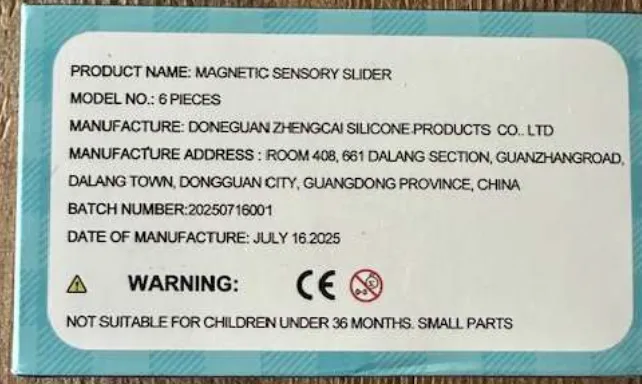 PRODUCT NAME: MAGNETIC SENSORY SLIDER
MODEL NO.: 6 PIECES
MANUFACTURE: DONEGUAN ZHENGCAI SILICONE PRODUCTS CO.. LTD
MANUFACTURE ADDRESS : ROOM 408, 661 DALANG SECTION, GUANZHANGROAD,
DALANG TOWN, DONGGUAN CITY, GUANGDONG PROVINCE, CHINA
BATCH NUMBER:20250716001
DATE OF MANUFACTURE: JULY 16.2025
WARNING: CE
NOT SUITABLE FOR CHILDREN UNDER 36 MONTHS. SMALL PARTS